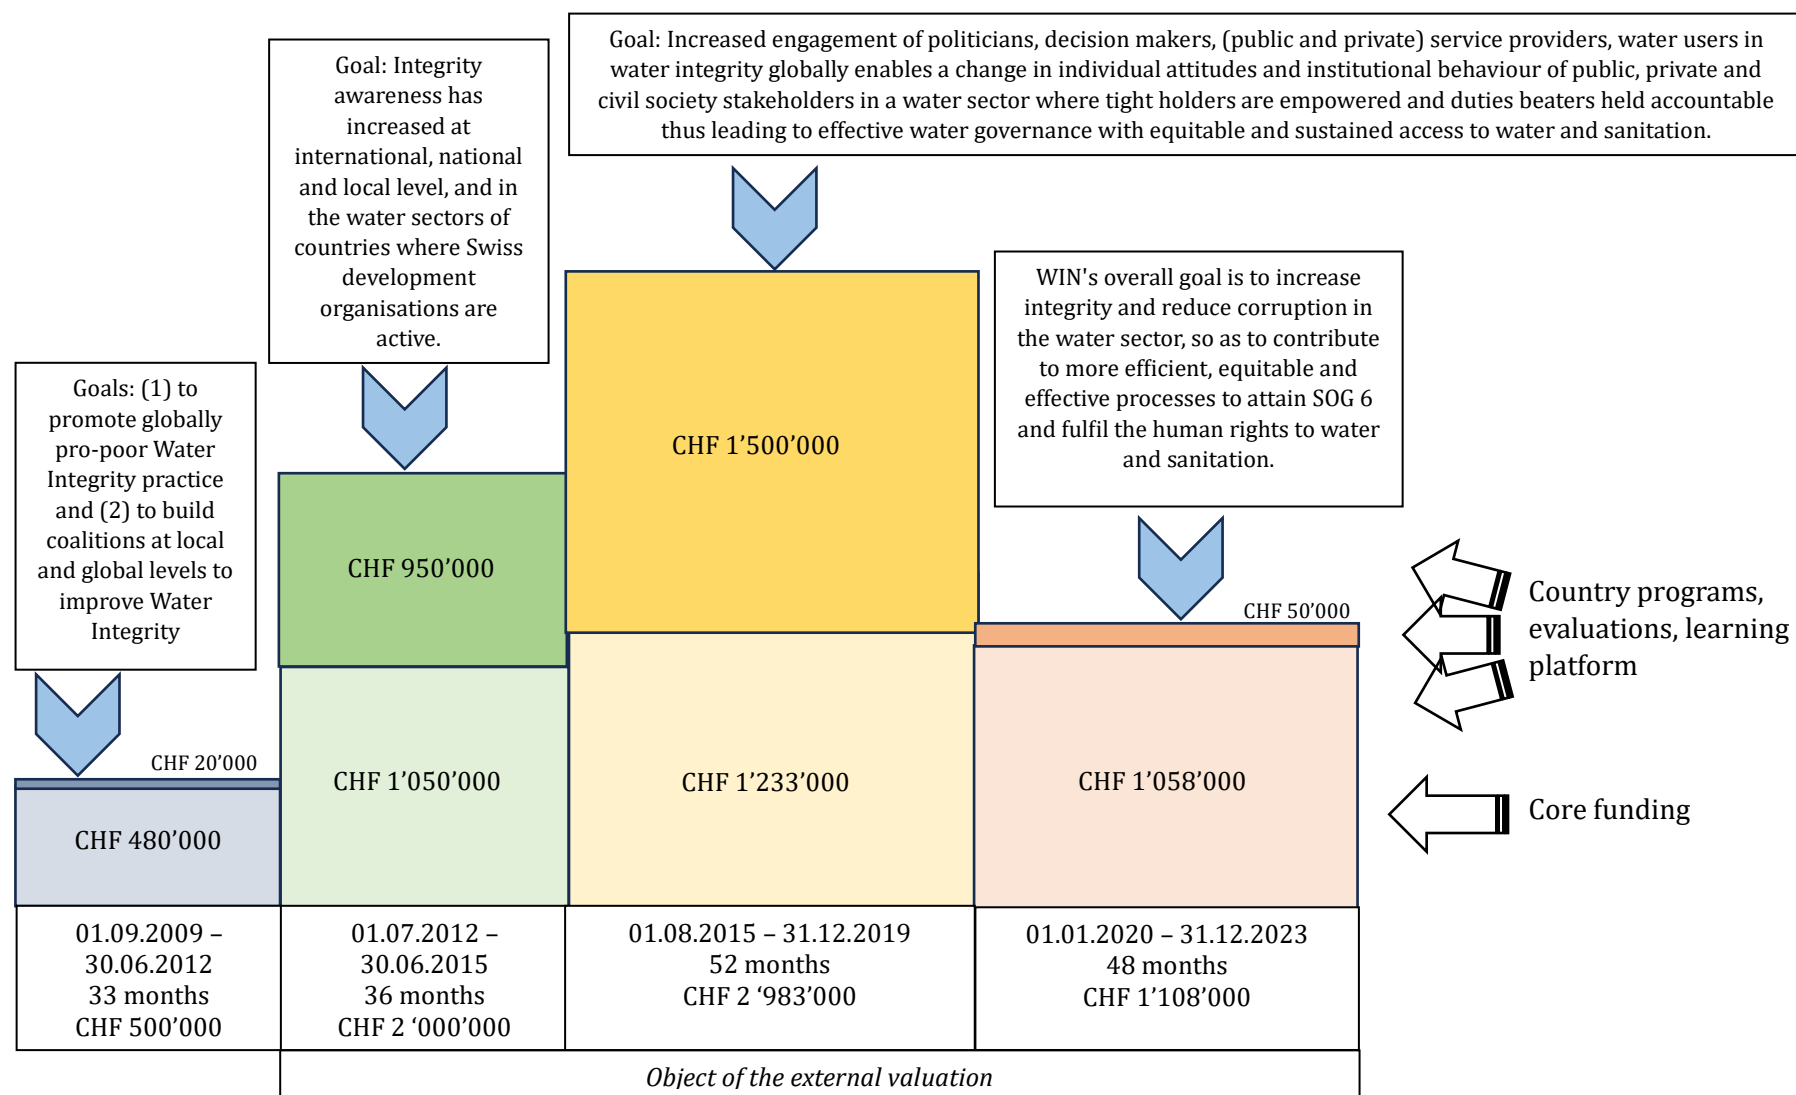 Goal: Increased engagement of politicians, decision makers, (public and private) service providers, water users in
water integrity globally enables a change in individual attitudes and institutional behaviour of public, private and
civil society stakeholders in a water sector where tight holders are empowered and duties beaters held accountable
thus leading to effective water governance with equitable and sustained access to water and sanitation.
Goal: Integrity
awareness has
increased at
international, national
and local level, and in
the water sectors of
countries where Swiss
development
organisations are
active.
WIN's overall goal is to increase
integrity and reduce corruption in
the water sector, so as to contribute
to more efficient, equitable and
effective processes to attain SOG 6
and fulfil the human rights to water
and sanitation.
Goals: (1) to
promote globally
pro-poor Water
Integrity practice
and (2) to build
coalitions at local
and global levels to
improve Water
Integrity
CHF 1’500’000
CHF 950’000
CHF 50’000
Country programs,
evaluations, learning
platform
CHF 20’000
CHF 480’000
CHF 1’050’000
CHF 1’233’000
CHF 1’058’000
Core funding
01.09.2009 –
30.06.2012
33 months
CHF 500’000
01.07.2012 –
30.06.2015
36 months
CHF 2 ‘000’000
01.08.2015 – 31.12.2019
52 months
CHF 2 ‘983’000
01.01.2020 – 31.12.2023
48 months
CHF 1’108’000
Object of the external valuation